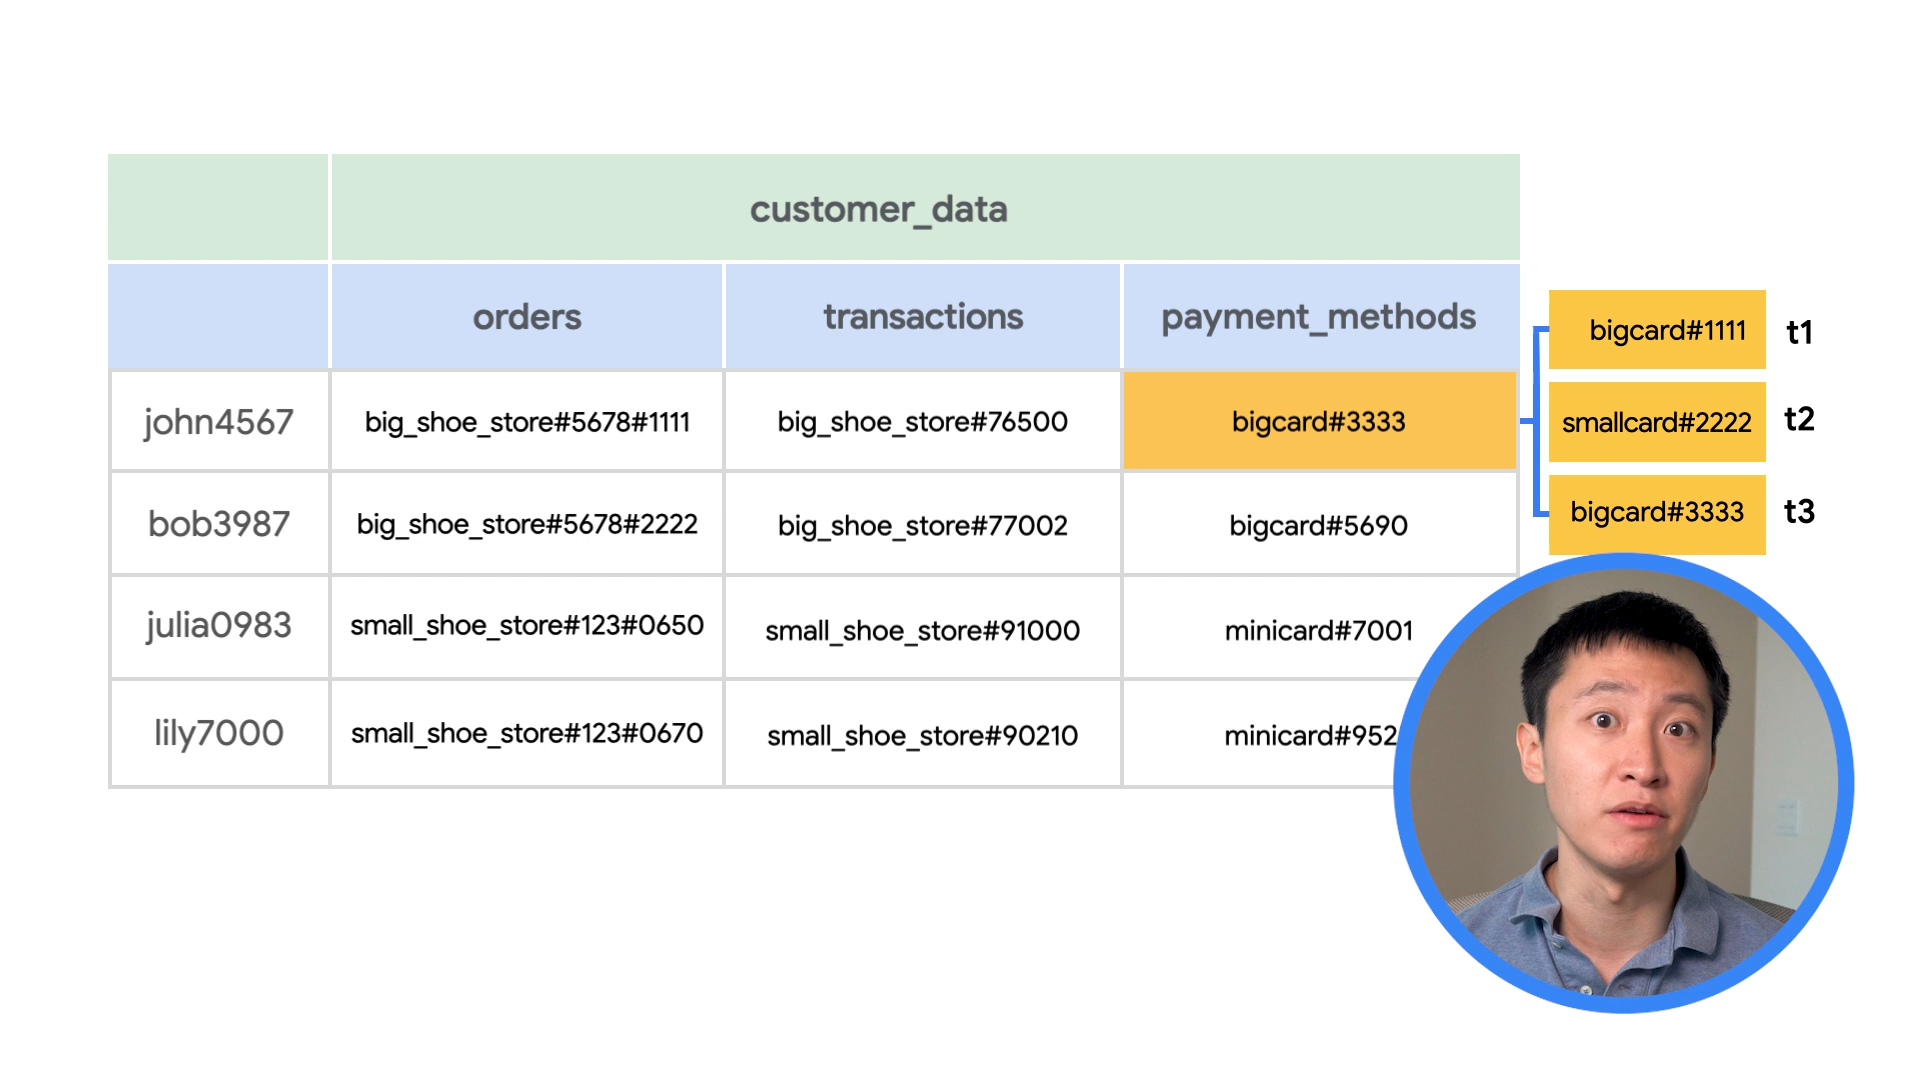 customer_data
orders transactions payment_methods
john4567 big_shoe_store#5678#1111 big_shoe_store#76500 bigcard#3333
bob3987 big_shoe_store#5678#2222 big_shoe_store#77002 bigcard#5690
julia0983 small_shoe_store#123#0650 small_shoe_store#91000 minicard#7001
lily7000 small_shoe_store#123#0670 small_shoe_store#90210
bigcard#1111 t1
smallcard#2222 t2
bigcard#3333 t3